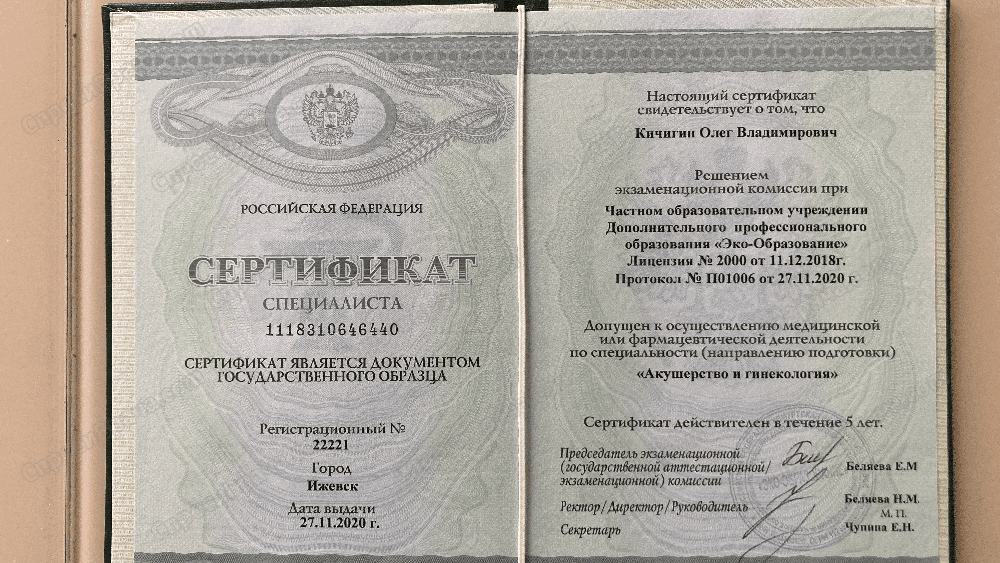 РОССИЙСКАЯ ФЕДЕРАЦИЯ
СЕРТИФИКАТ
СПЕЦИАЛИСТА
1118310646440
СЕРТИФИКАТ ЯВЛЯЕТСЯ ДОКУМЕНТОМ
ГОСУДАРСТВЕННОГО ОБРАЗЦА
Регистрационный №
22221
Город
Ижевск
Дата выдачи
27.11.2020 г.
Настоящий сертификат
свидетельствует о том, что
Кичигин Олег Владимирович
Решением
экзаменационной комиссии при
Частном образовательном учреждении
Дополнительного профессионального
образования «Эко-Образование»
Лицензия № 2000 от 11.12.2018г.
Протокол № П01006 от 27.11.2020 г.
Допущен к осуществлению медицинской
или фармацевтической деятельности
по специальности (направлению подготовки)
«Акушерство и гинекология»
Сертификат действителен в течение 5 лет.
Председатель экзаменационной
(государственной аттестационной/
экзаменационной) комиссии
Беляева Е.М
Ректор/Директор/Руководитель
Беляева Н.М.
М. П.
Секретарь
Чупина Е.Н.